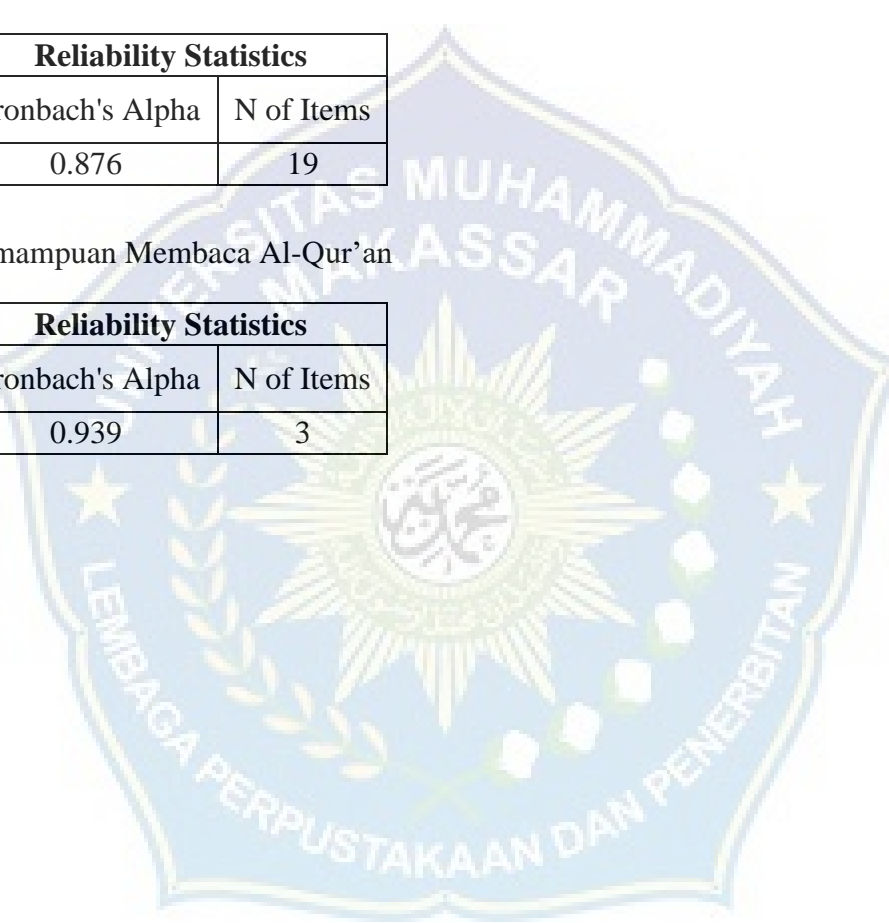 Reliability Statistics
ronbach's Alpha N of Items
0.876 19
mampuan Membaca Al-Qur’an
Reliability Statistics
ronbach's Alpha N of Items
0.939 3
UNIVERSITAS MUHAMMADIYAH
MAKASSAR
LEMBAGA PERPUSTAKAAN DAN PENERBITAN